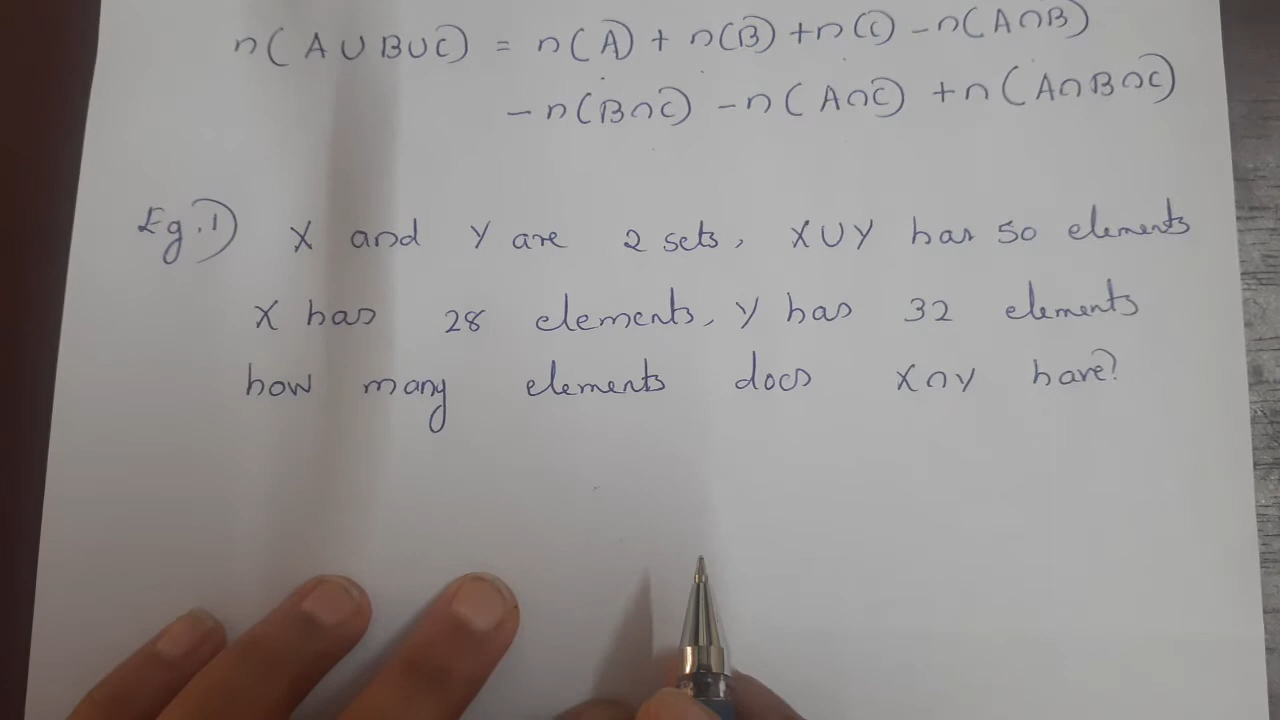 n(A∪B∪C) = n(A) + n(B) + n(C) - n(A∩B)
- n(B∩C) - n(A∩C) + n(A∩B∩C)
Eg.1) X and Y are 2 sets, X∪Y has 50 elements
X has 28 elements, Y has 32 elements
how many elements does X∩Y have?